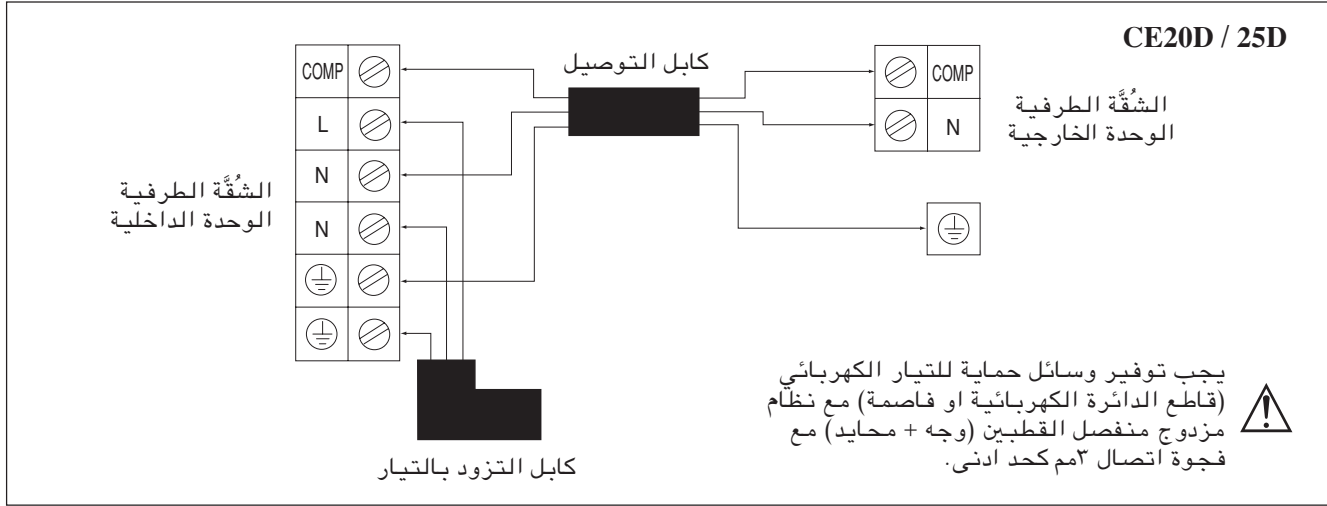 CE20D / 25D
كابل التوصيل
COMP
L
N
N
COMP
N
الشُقَّة الطرفية
الوحدة الخارجية
الشُقَّة الطرفية
الوحدة الداخلية
كابل التزود بالتيار
يجب توفير وسائل حماية للتيار الكهربائي
(قاطع الدائرة الكهربائية او فاصمة) مع نظام
مزدوج منفصل القطبين (وجه + محايد) مع
فجوة اتصال ٣مم كحد ادنى.